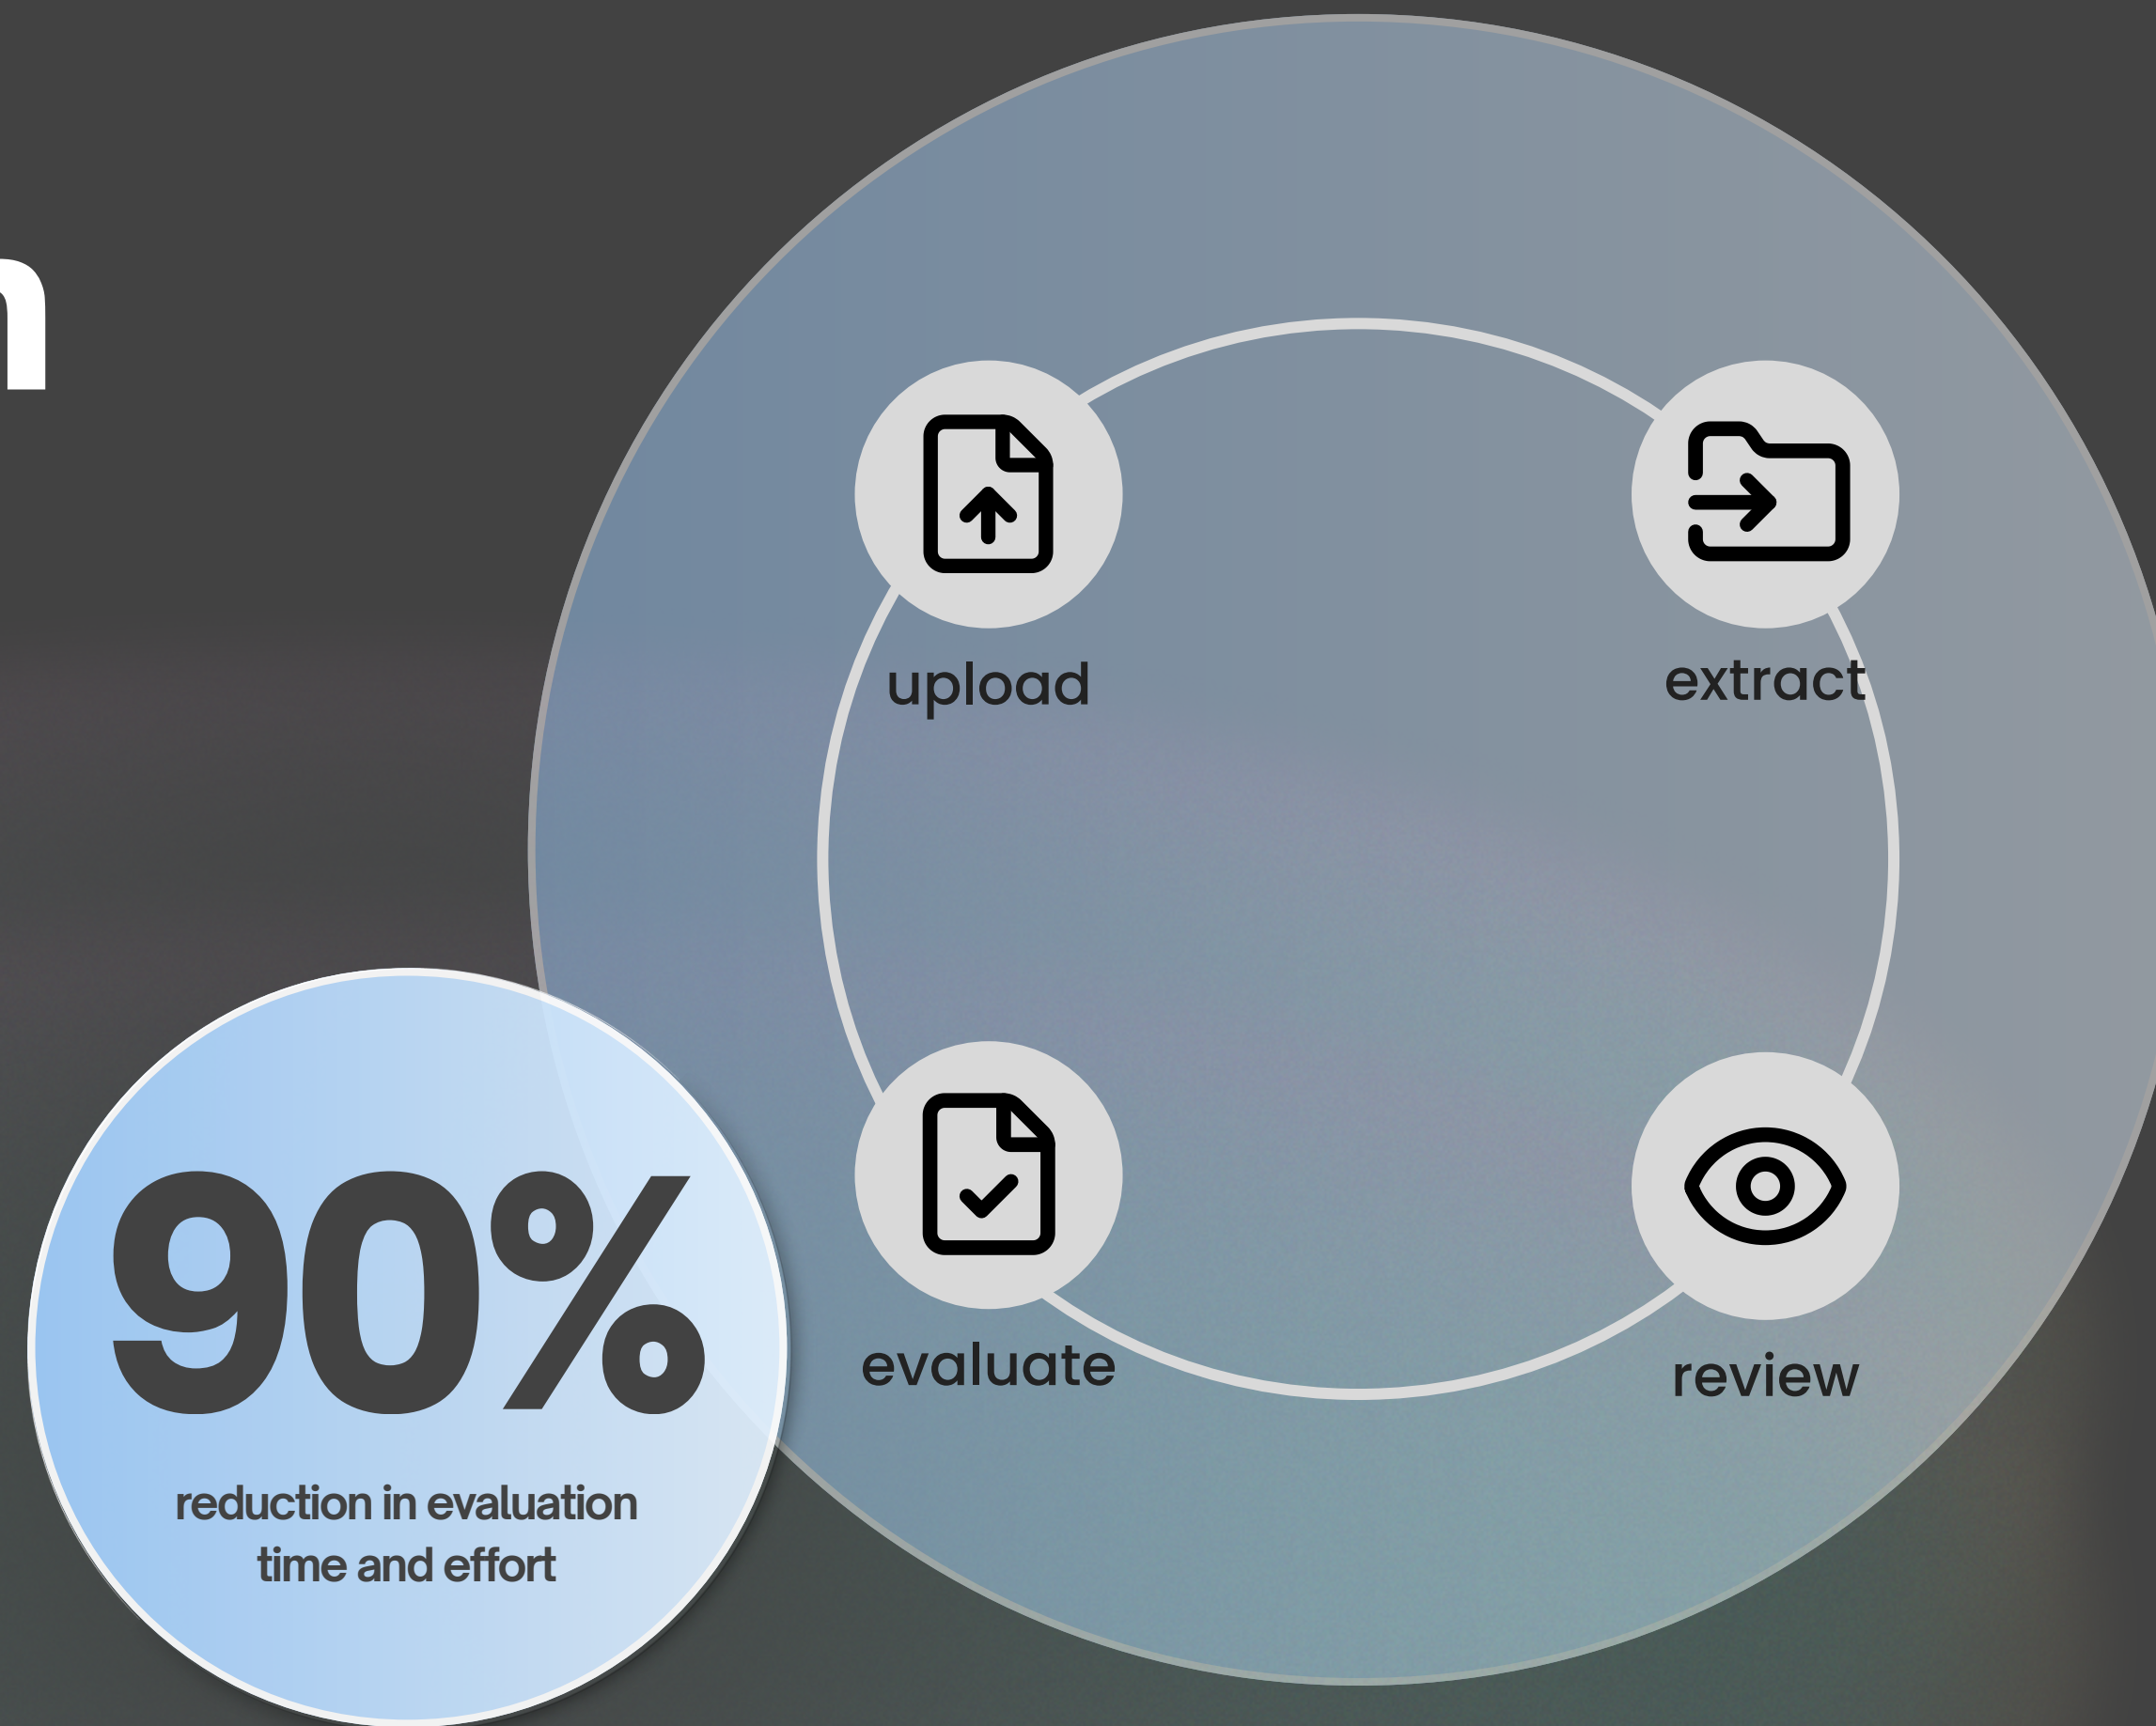 n
upload
extract
evaluate
review
90%
reduction in evaluation
time and effort